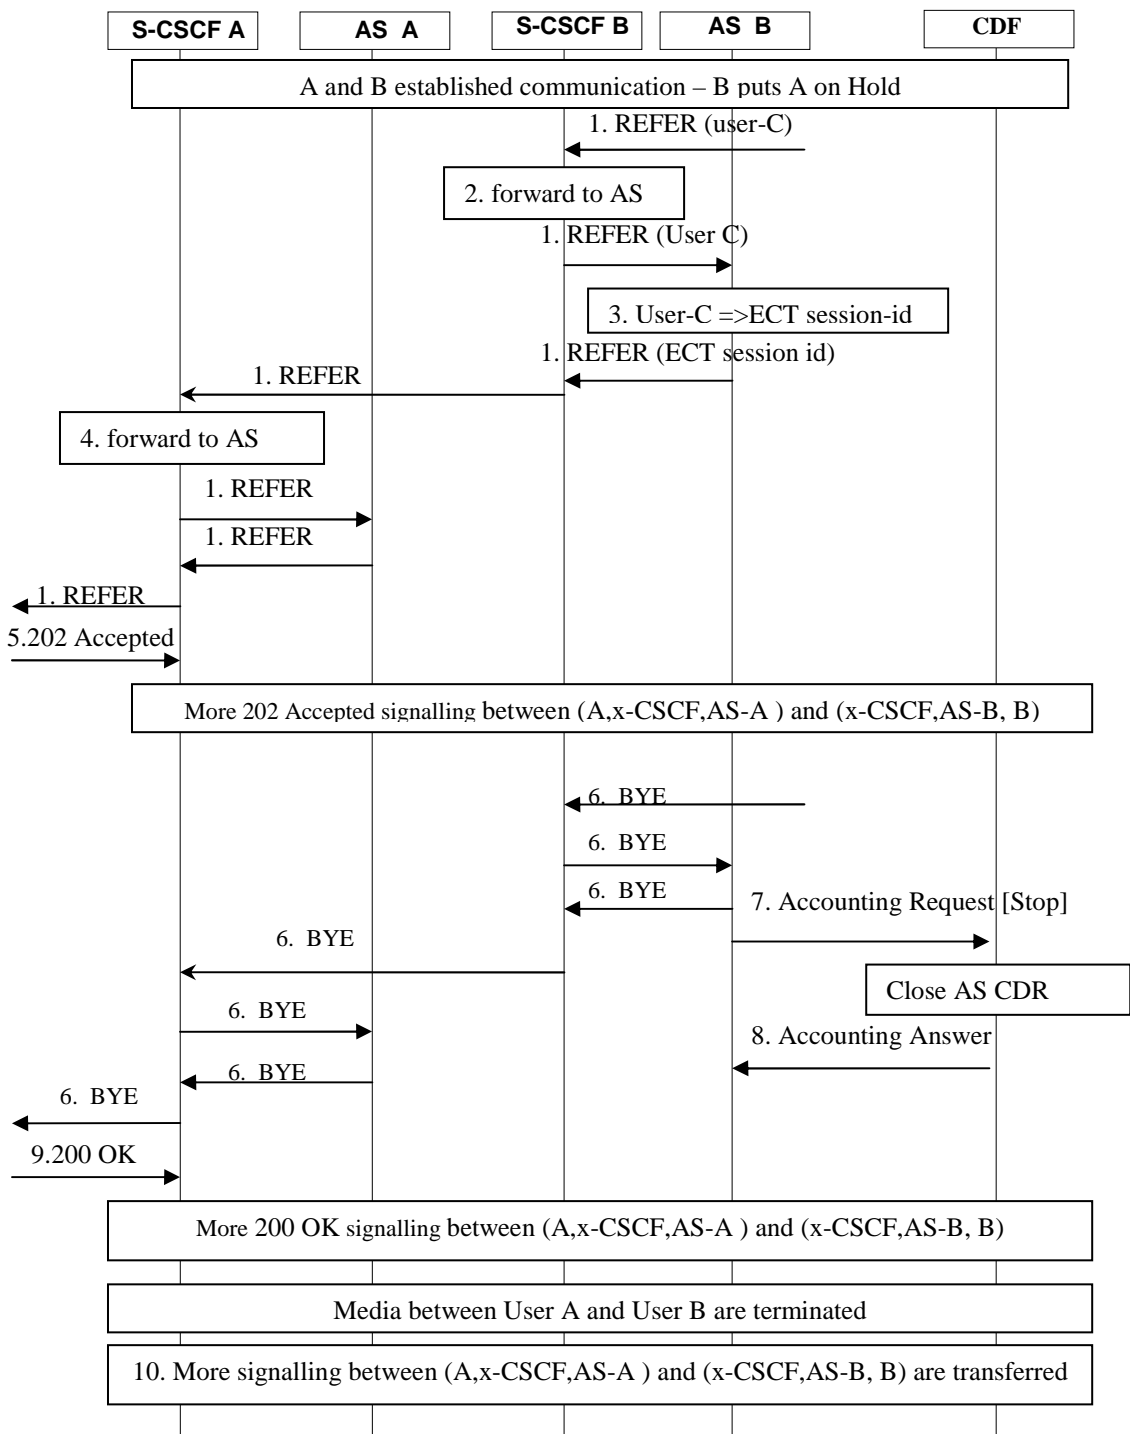 S-CSCF A
AS A
S-CSCF B
AS B
CDF
A and B established communication – B puts A on Hold
1. REFER (user-C)
2. forward to AS
1. REFER (User C)
3. User-C =>ECT session-id
1. REFER (ECT session id)
1. REFER
4. forward to AS
1. REFER
1. REFER
1. REFER
5.202 Accepted
More 202 Accepted signalling between (A,x-CSCF,AS-A ) and (x-CSCF,AS-B, B)
6. BYE
6. BYE
6. BYE
7. Accounting Request [Stop]
6. BYE
Close AS CDR
6. BYE
8. Accounting Answer
6. BYE
6. BYE
9.200 OK
More 200 OK signalling between (A,x-CSCF,AS-A ) and (x-CSCF,AS-B, B)
Media between User A and User B are terminated
10. More signalling between (A,x-CSCF,AS-A ) and (x-CSCF,AS-B, B) are transferred